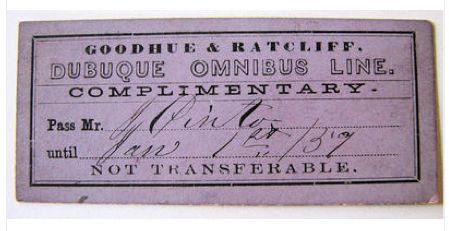 GOODHUE & RATCLIFF.
DUBUQUE OMNIBUS LINE.
COMPLIMENTARY.
Pass Mr. J
until Jan 1st /59
NOT TRANSFERABLE.